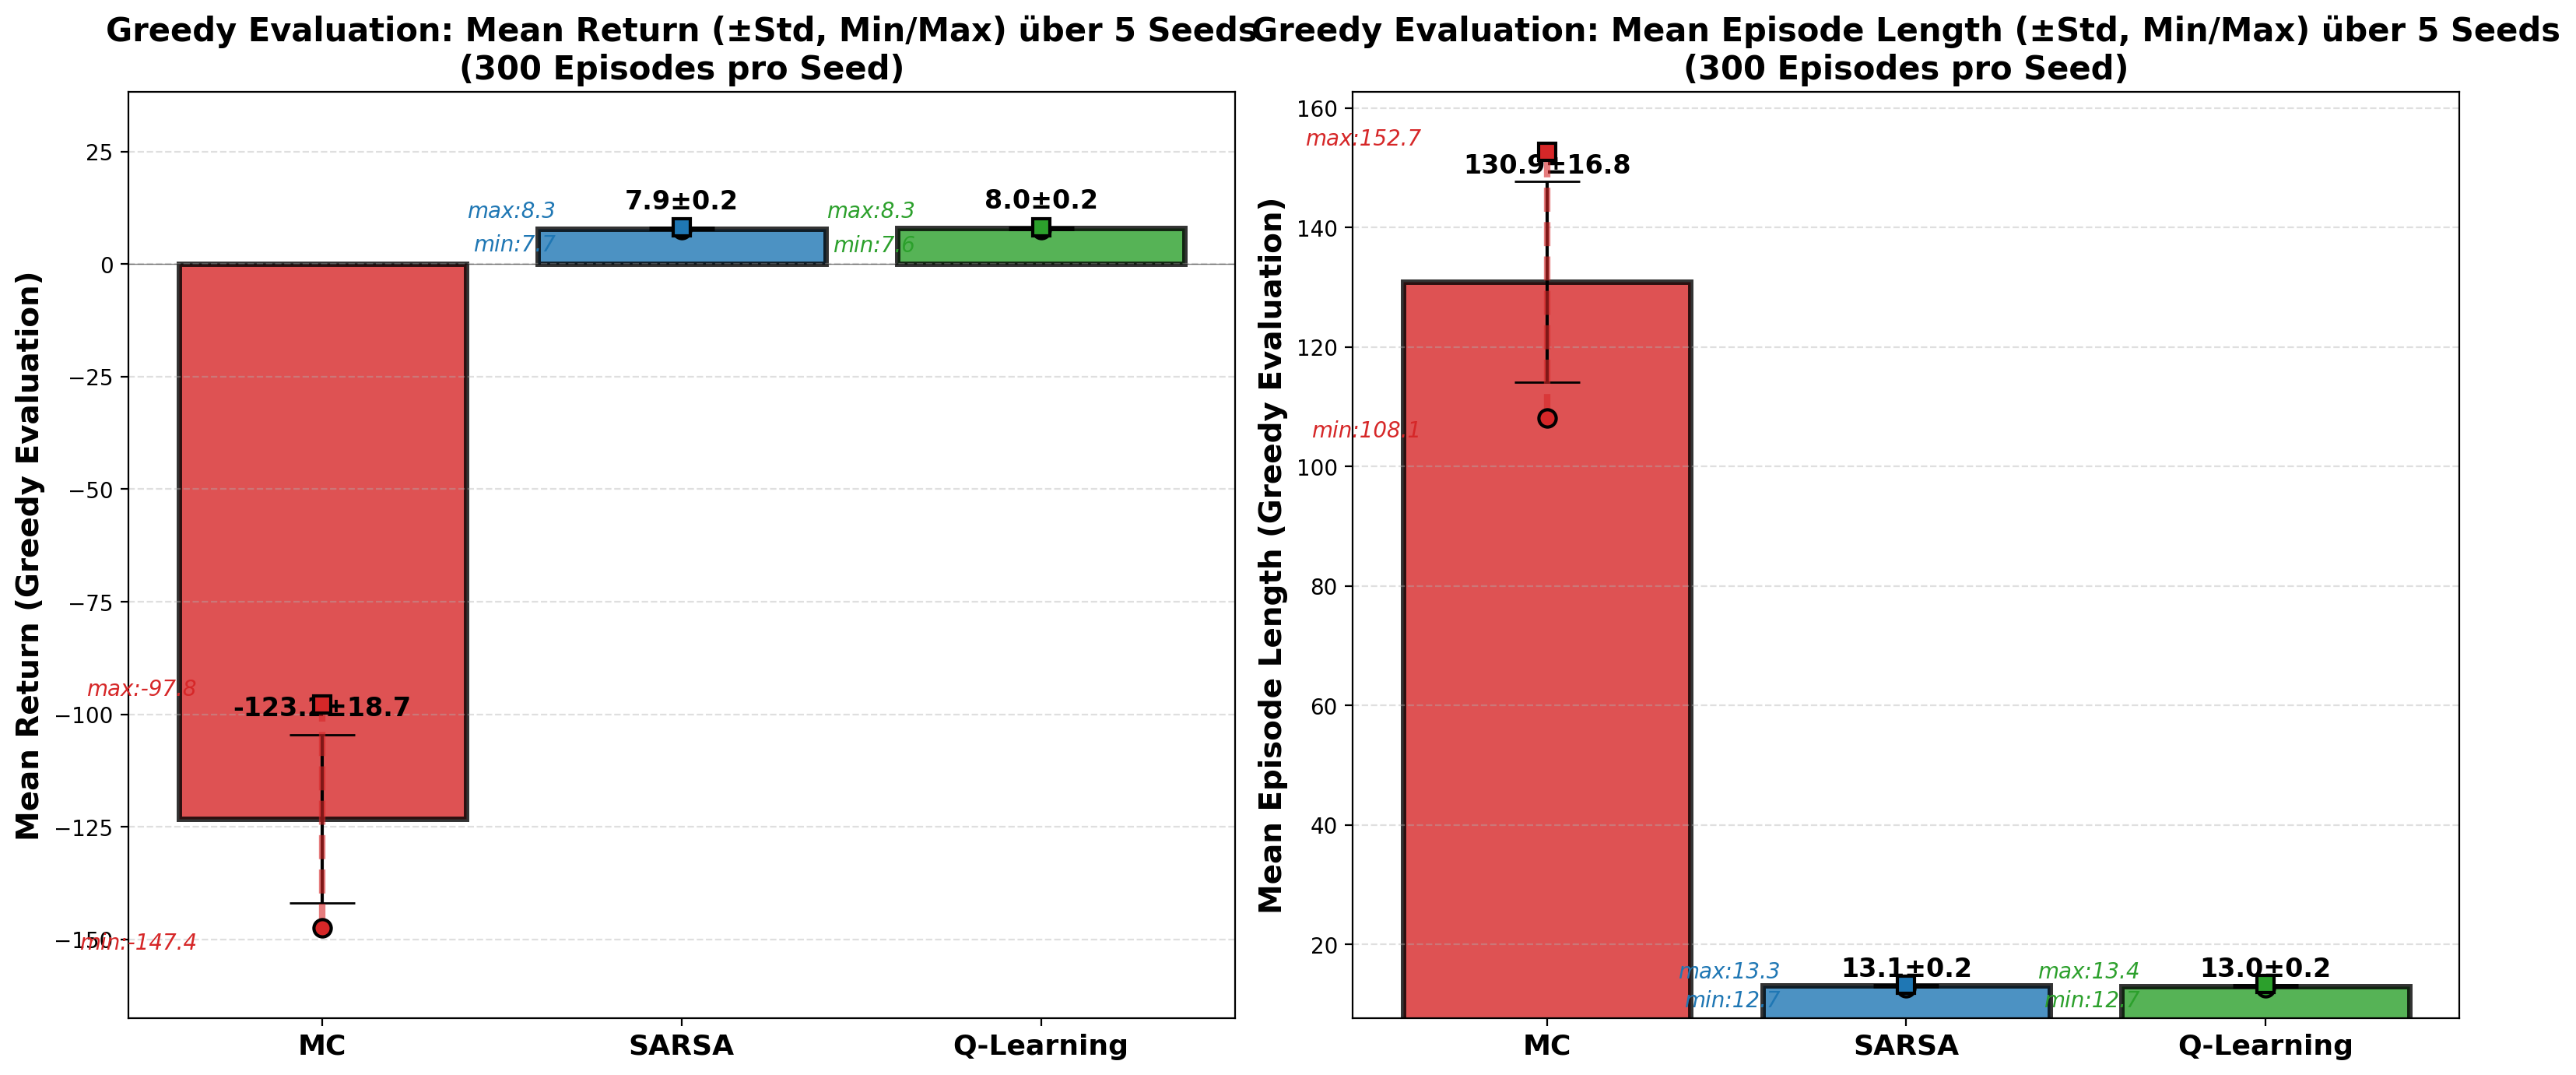 Greedy Evaluation: Mean Return (±Std, Min/Max) über 5 Seeds
(300 Episodes pro Seed)
Mean Return (Greedy Evaluation)
25
0
−25
−50
−75
−100
−125
−150
max:-97.8
-123.2±18.7
min:-147.4
max:8.3
min:7.7
7.9±0.2
max:8.3
min:7.6
8.0±0.2
MC
SARSA
Q-Learning
Greedy Evaluation: Mean Episode Length (±Std, Min/Max) über 5 Seeds
(300 Episodes pro Seed)
Mean Episode Length (Greedy Evaluation)
160
140
120
100
80
60
40
20
max:152.7
130.9±16.8
min:108.1
max:13.3
min:12.7
13.1±0.2
max:13.4
min:12.7
13.0±0.2
MC
SARSA
Q-Learning